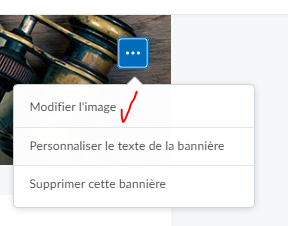 Modifier l'image
Personnaliser le texte de la bannière
Supprimer cette bannière